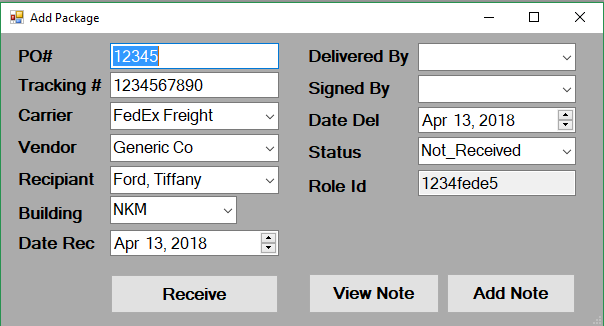 Add Package
PO# 12345
Tracking # 1234567890
Carrier FedEx Freight
Vendor Generic Co
Recipiant Ford, Tiffany
Building NKM
Date Rec Apr 13, 2018
Receive
Delivered By
Signed By
Date Del Apr 13, 2018
Status Not_Received
Role Id 1234fede5
View Note
Add Note